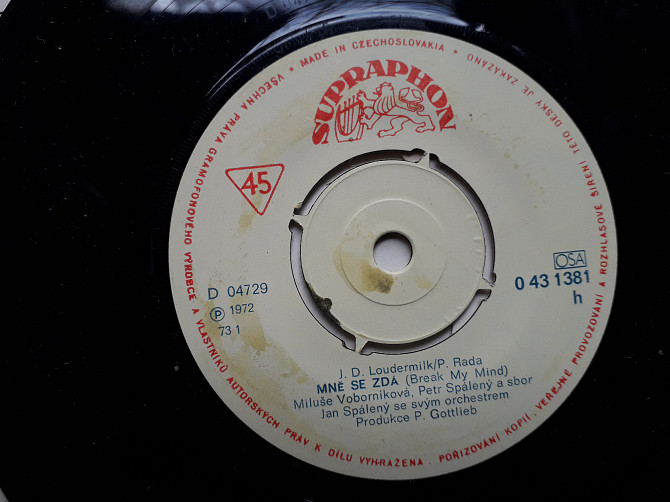 VŠECHNA PRÁVA GRAMOFONOVÉHO VÝROBCE A VLASTNÍKŮ AUTORSKÝCH PRÁV K DÍLU VYHRAŽENA . POŘIZOVÁNÍ KOPIÍ , VEŘEJNÉ PROVOZOVÁNÍ A ROZHLASOVÉ ŠÍŘENÍ TÉTO DESKY JE ZAKÁZÁNO
• MADE IN CZECHOSLOVAKIA •
SUPRAPHON
45
OSA
D 04729
0 43 1381
h
Ⓟ 1972
73 1
J. D. Loudermilk/P. Rada
MNĚ SE ZDÁ (Break My Mind)
Miluše Voborníková, Petr Spálený a sbor
Jan Spálený se svým orchestrem
Produkce P. Gottlieb